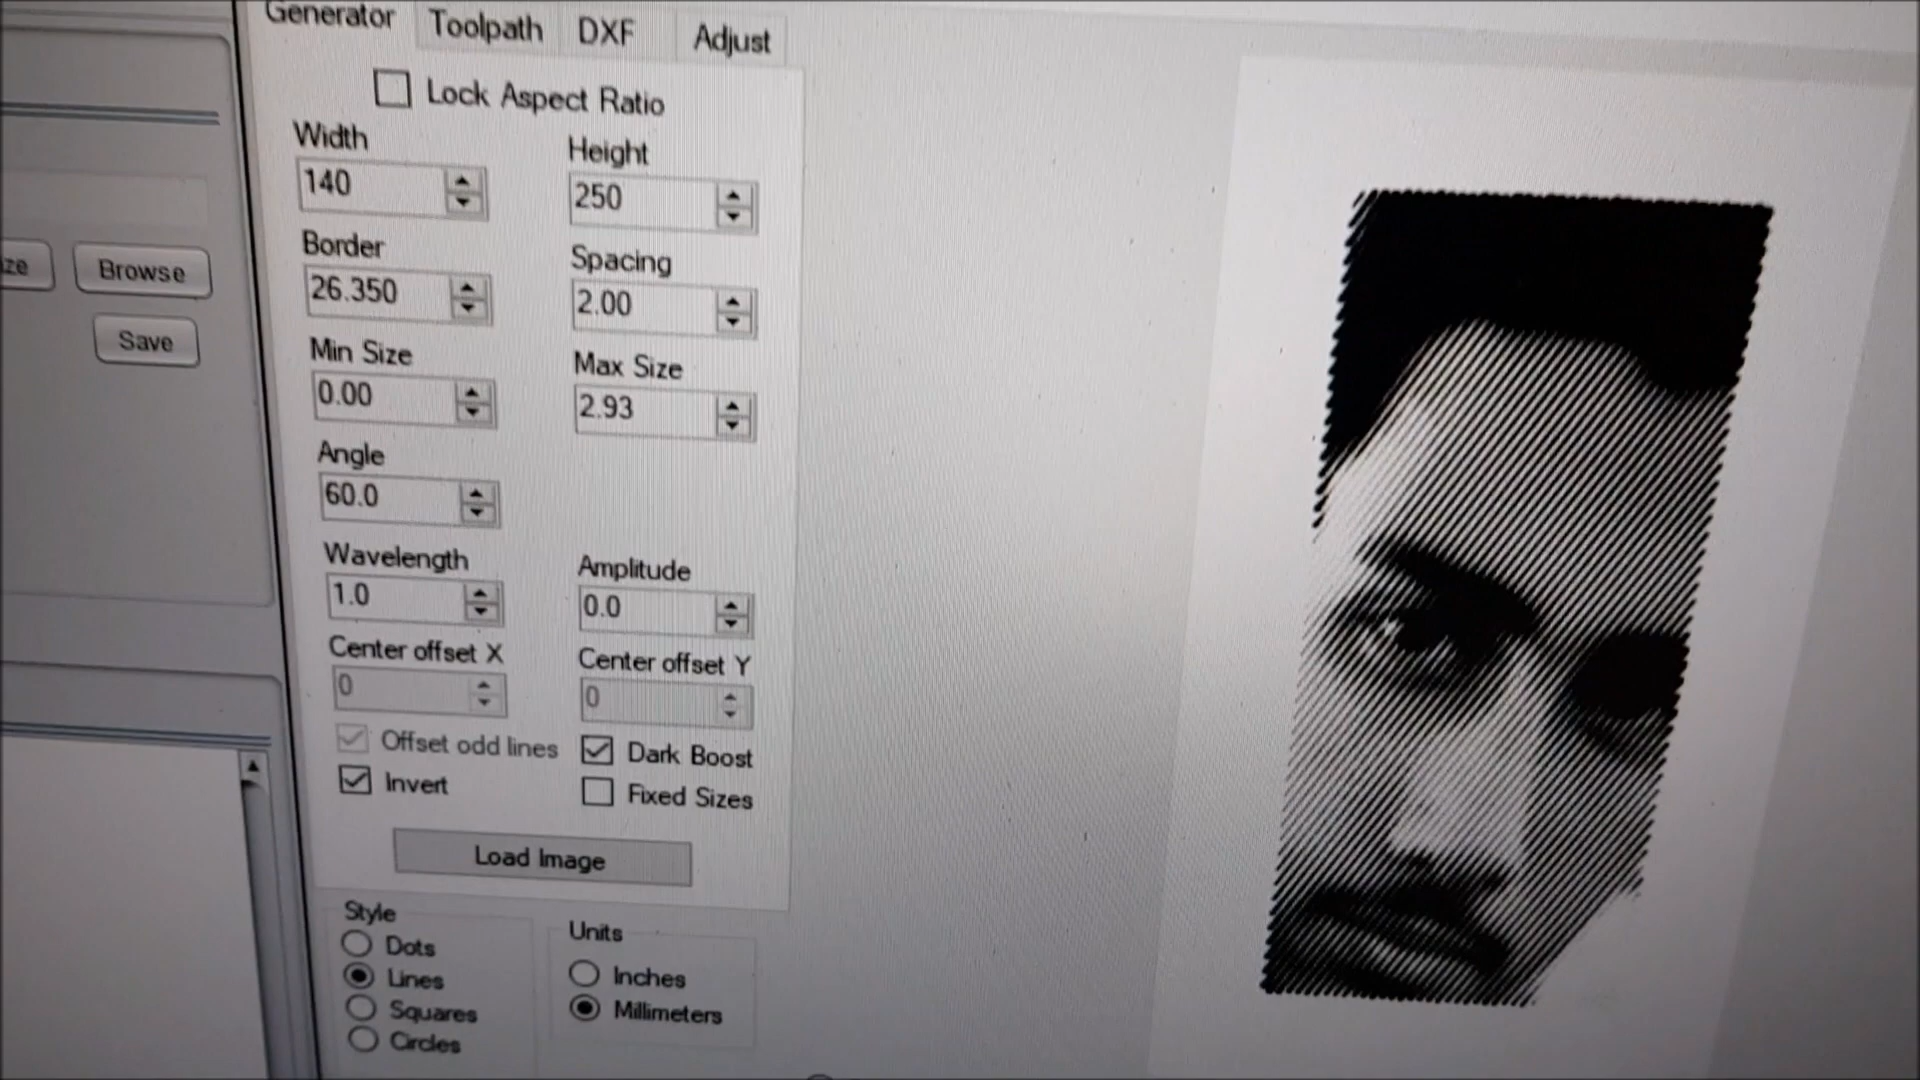 Generator Toolpath DXF Adjust
Lock Aspect Ratio
Width Height
140 250
Border Spacing
26.350 2.00
Min Size Max Size
0.00 2.93
Angle
60.0
Wavelength Amplitude
1.0 0.0
Center offset X Center offset Y
0 0
Offset odd lines Dark Boost
Invert Fixed Sizes
Load Image
Style Units
Dots
Lines Inches
Squares Millimeters
Circles
ze Browse
Save